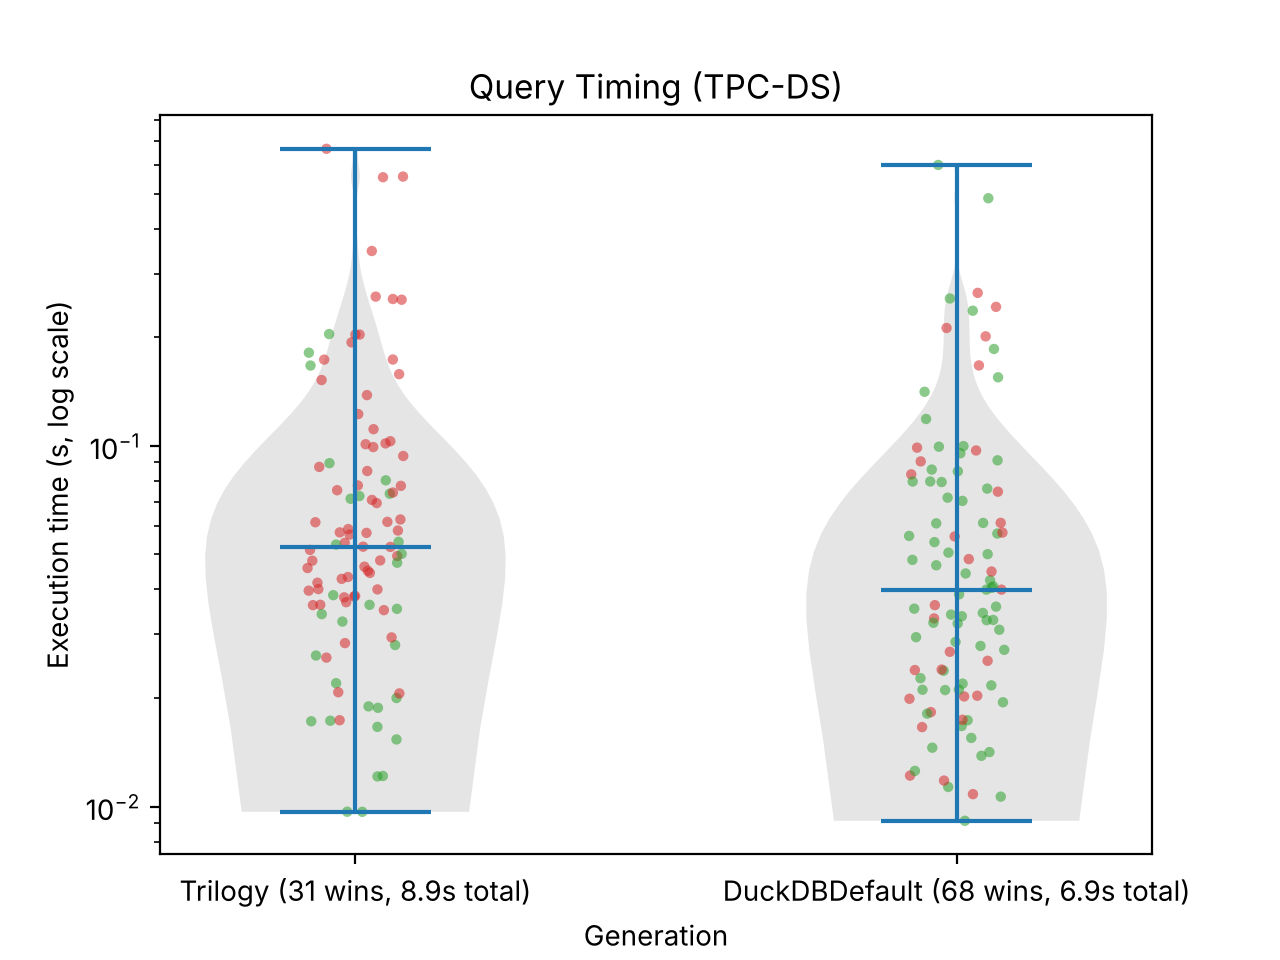 Query Timing (TPC-DS)
Execution time (s, log scale)
10⁻¹
10⁻²
Trilogy (31 wins, 8.9s total)
DuckDBDefault (68 wins, 6.9s total)
Generation